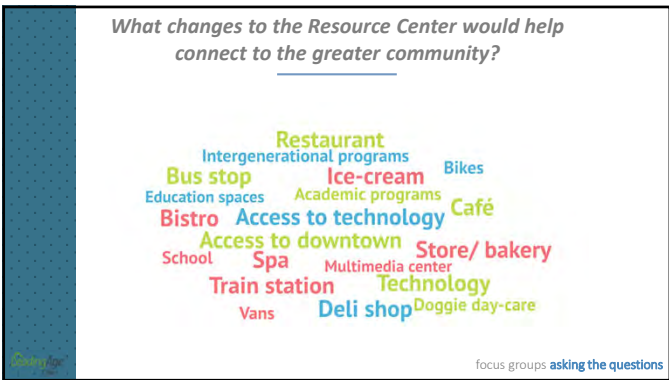 What changes to the Resource Center would help
connect to the greater community?
Restaurant
Intergenerational programs
Bus stop Ice-cream Bikes
Education spaces Academic programs Café
Bistro Access to technology
Access to downtown Store/ bakery
School Spa Multimedia center
Train station Technology
Vans Deli shop Doggie day-care
LeadingAge
focus groups asking the questions